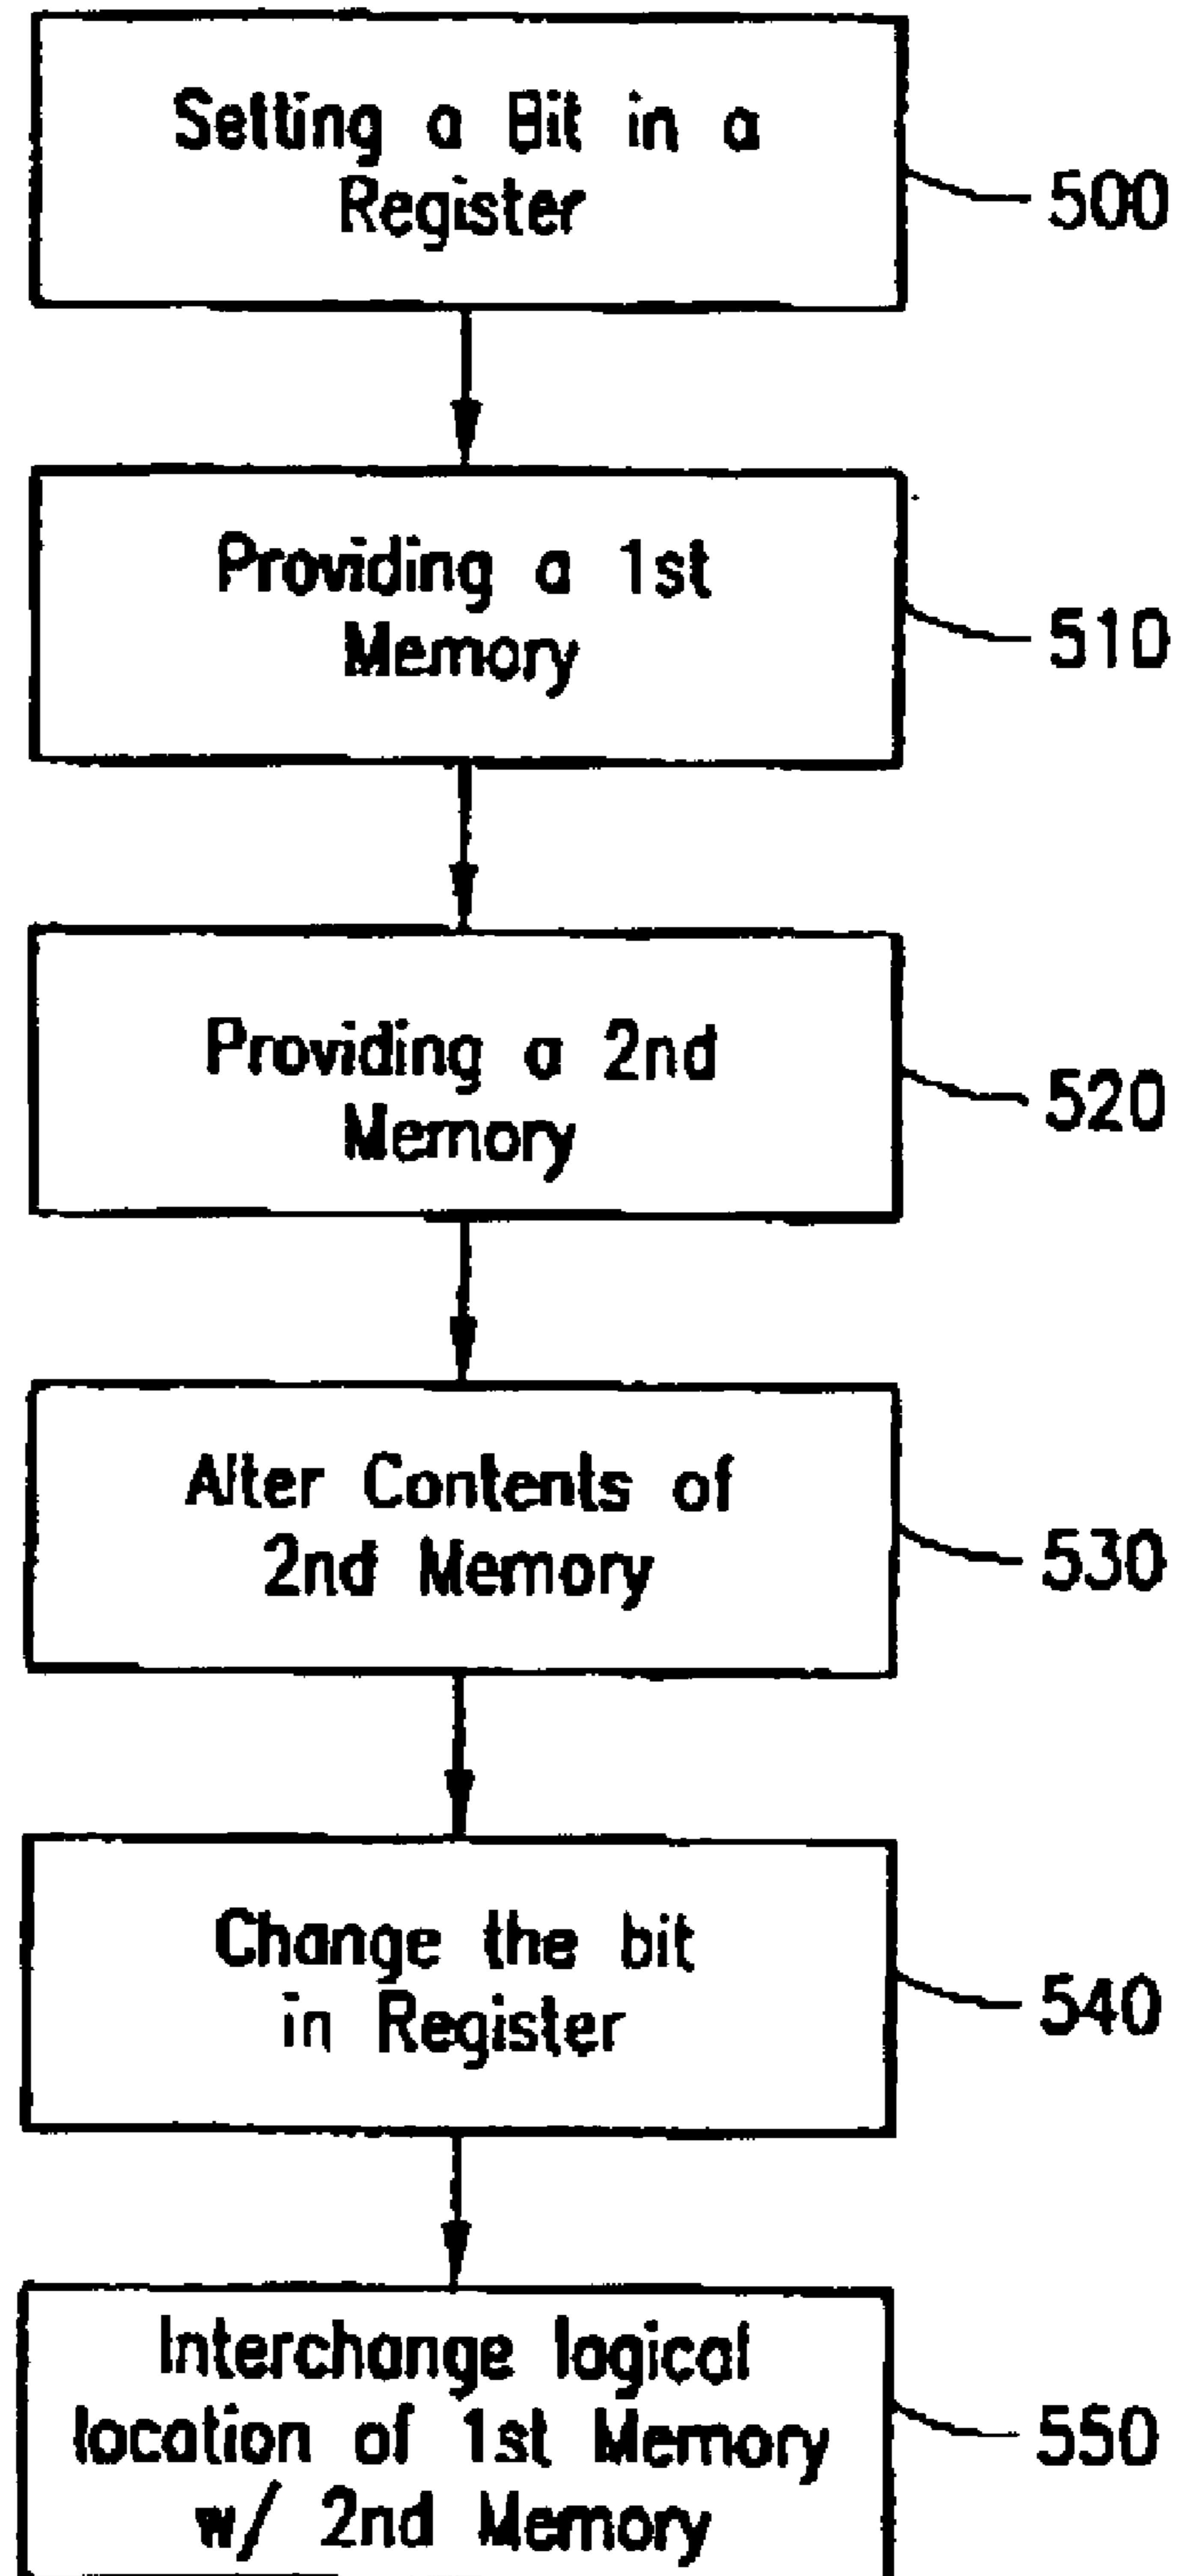 Setting a Bit in a
Register
500
Providing a 1st
Memory
510
Providing a 2nd
Memory
520
Alter Contents of
2nd Memory
530
Change the bit
in Register
540
Interchange logical
location of 1st Memory
w/ 2nd Memory
550